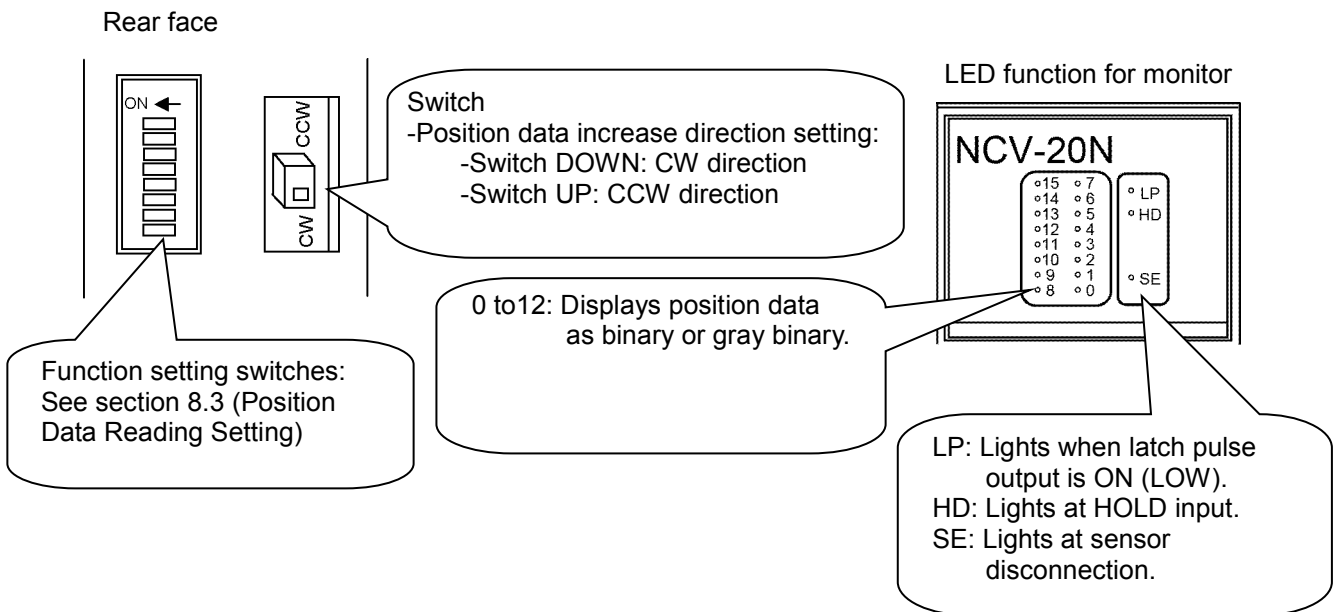 Rear face
ON
CCW
CW
Switch
-Position data increase direction setting:
-Switch DOWN: CW direction
-Switch UP: CCW direction
Function setting switches:
See section 8.3 (Position
Data Reading Setting)
LED function for monitor
NCV-20N
15 7
14 6
13 5
12 4
11 3
10 2
9 1
8 0
LP
HD
SE
0 to12: Displays position data
as binary or gray binary.
LP: Lights when latch pulse
output is ON (LOW).
HD: Lights at HOLD input.
SE: Lights at sensor
disconnection.